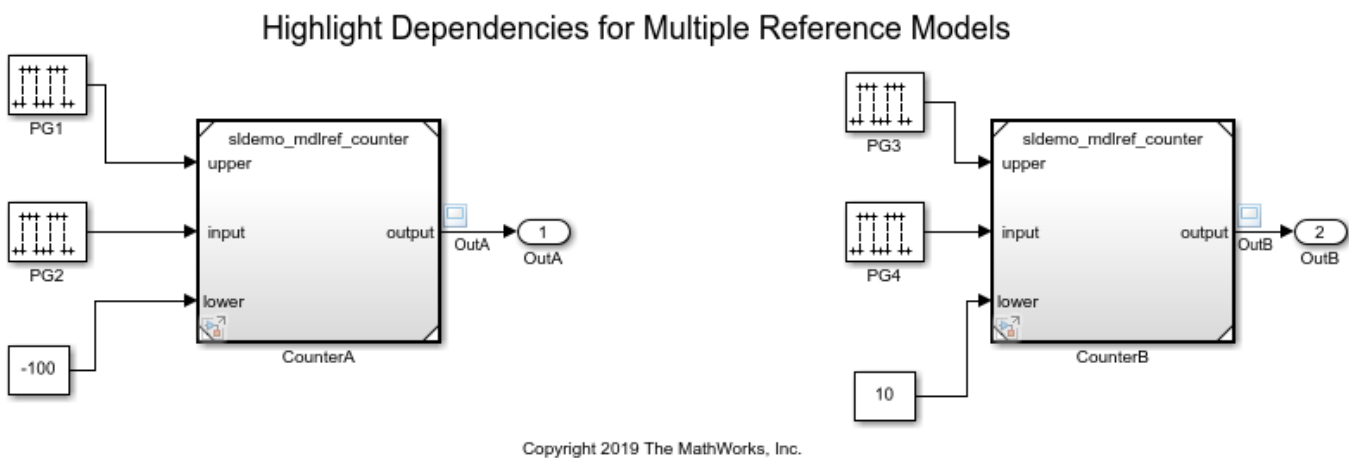 Highlight Dependencies for Multiple Reference Models
PG1
sldemo_mdlref_counter
upper
PG2
input
output
OutA
1
OutA
lower
-100
CounterA
PG3
sldemo_mdlref_counter
upper
PG4
input
output
OutB
2
OutB
lower
10
CounterB
Copyright 2019 The MathWorks, Inc.